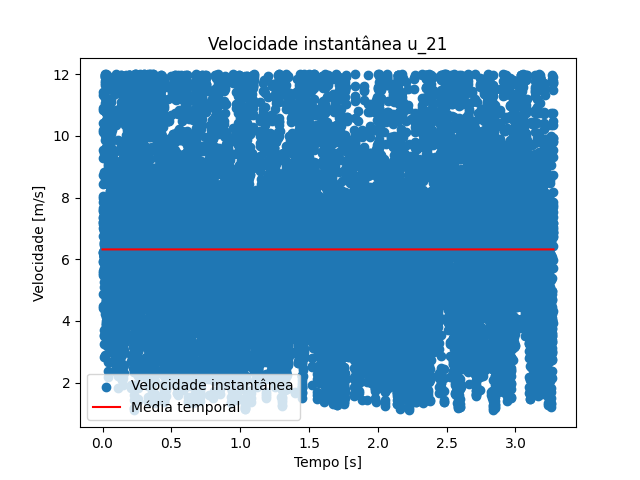 Velocidade instantânea u_21
12
10
8
6
4
2
Velocidade [m/s]
Velocidade instantânea
Média temporal
0.0 0.5 1.0 1.5 2.0 2.5 3.0
Tempo [s]